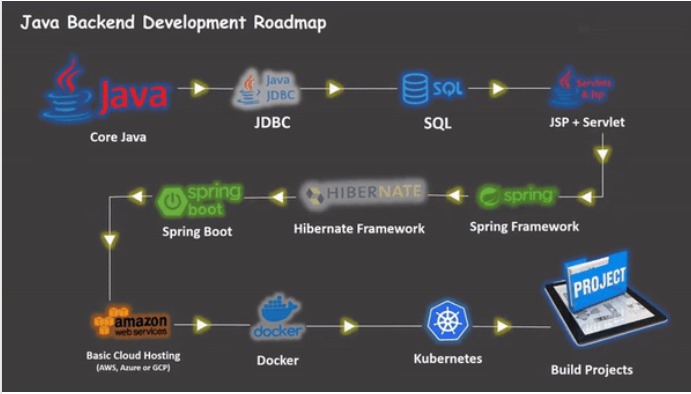 Java Backend Development Roadmap
Java
Core Java
Java
JDBC
JDBC
SQL
SQL
Servlets
& Jsp
JSP + Servlet
spring
boot
Spring Boot
HIBERNATE
Hibernate Framework
spring
Spring Framework
amazon
web services
Basic Cloud Hosting
(AWS, Azure or GCP)
docker
Docker
Kubernetes
PROJECT
Build Projects